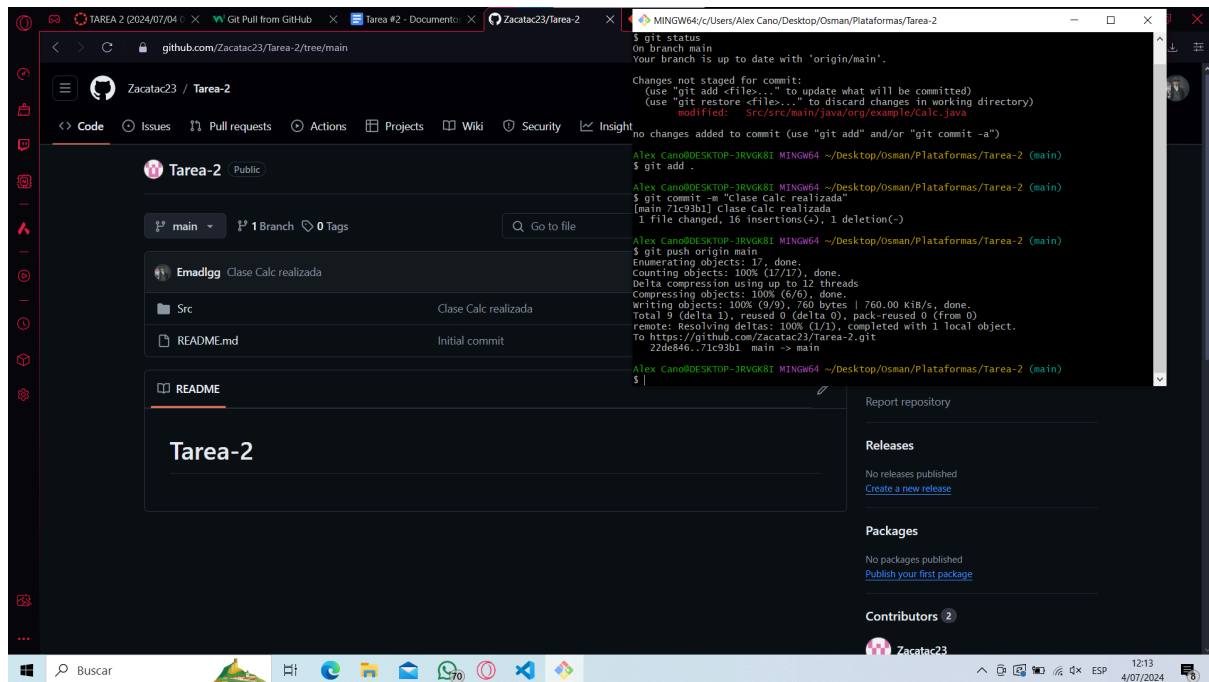 TAREA 2 (2024/07/04 0
Git Pull from GitHub
Tarea #2 - Documento
Zacatac23/Tarea-2
github.com/Zacatac23/Tarea-2/tree/main
Zacatac23 / Tarea-2
Code
Issues
Pull requests
Actions
Projects
Wiki
Security
Insight
Tarea-2
Public
main
1 Branch
0 Tags
Go to file
Emadlgg Clase Calc realizada
Src
Clase Calc realizada
README.md
Initial commit
README
Tarea-2
MINGW64:/c/Users/Alex Cano/Desktop/Osman/Plataformas/Tarea-2
$ git status
On branch main
Your branch is up to date with 'origin/main'.
Changes not staged for commit:
(use "git add <file>..." to update what will be committed)
(use "git restore <file>..." to discard changes in working directory)
modified: Src/src/main/java/org/example/Calc.java
no changes added to commit (use "git add" and/or "git commit -a")
Alex Cano@DESKTOP-JRVGK8I MINGW64 ~/Desktop/Osman/Plataformas/Tarea-2 (main)
$ git add .
Alex Cano@DESKTOP-JRVGK8I MINGW64 ~/Desktop/Osman/Plataformas/Tarea-2 (main)
$ git commit -m "Clase Calc realizada"
[main 71c93b1] Clase Calc realizada
1 file changed, 16 insertions(+), 1 deletion(-)
Alex Cano@DESKTOP-JRVGK8I MINGW64 ~/Desktop/Osman/Plataformas/Tarea-2 (main)
$ git push origin main
Enumerating objects: 17, done.
Counting objects: 100% (17/17), done.
Delta compression using up to 12 threads
Compressing objects: 100% (6/6), done.
Writing objects: 100% (9/9), 760 bytes | 760.00 KiB/s, done.
Total 9 (delta 1), reused 0 (delta 0), pack-reused 0 (from 0)
remote: Resolving deltas: 100% (1/1), completed with 1 local object.
To https://github.com/Zacatac23/Tarea-2.git
22de846..71c93b1 main -> main
Alex Cano@DESKTOP-JRVGK8I MINGW64 ~/Desktop/Osman/Plataformas/Tarea-2 (main)
$
Report repository
Releases
No releases published
Create a new release
Packages
No packages published
Publish your first package
Contributors 2
Zacatac23
Buscar
70
ESP
12:13
4/07/2024
8